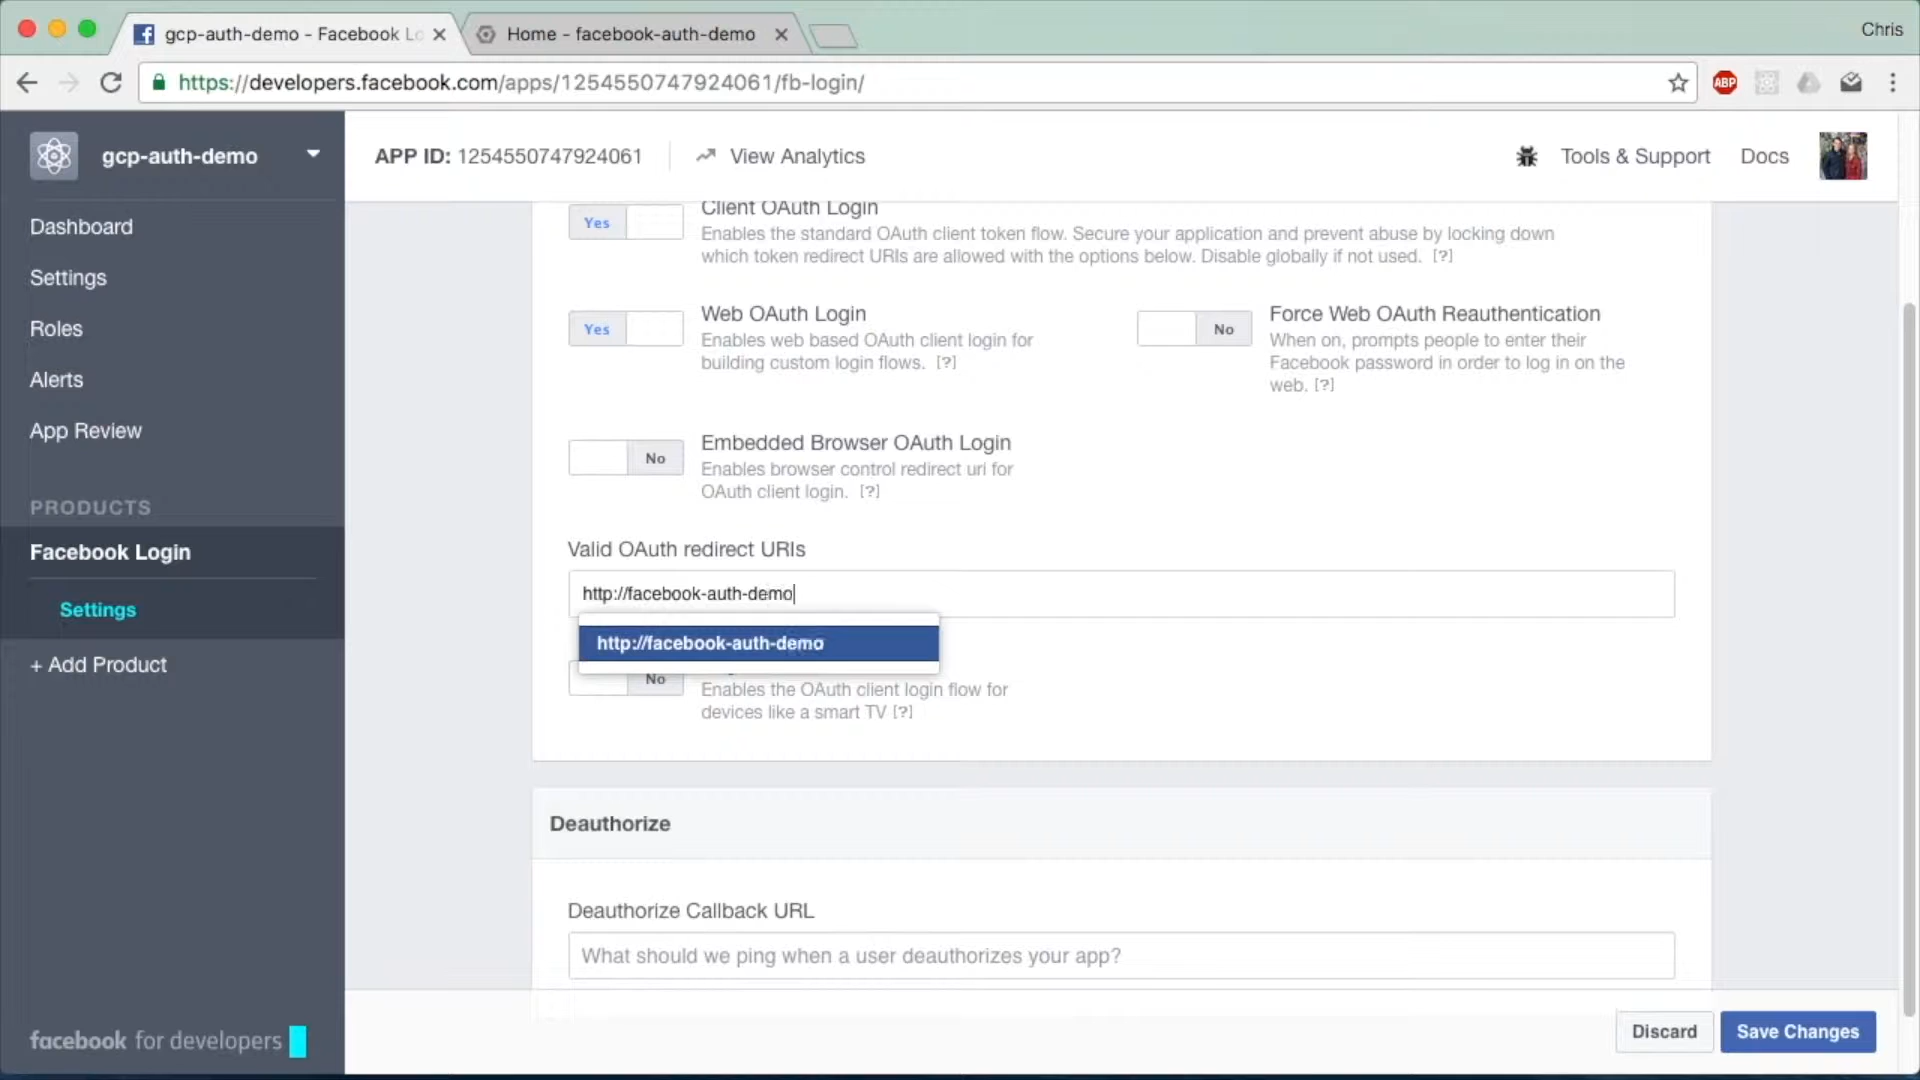 gcp-auth-demo - Facebook Lo
Home - facebook-auth-demo
Chris
https://developers.facebook.com/apps/1254550747924061/fb-login/
ABP
gcp-auth-demo
APP ID: 1254550747924061
View Analytics
Tools & Support
Docs
Dashboard
Settings
Roles
Alerts
App Review
PRODUCTS
Facebook Login
Settings
+ Add Product
facebook for developers
Yes
Client OAuth Login
Enables the standard OAuth client token flow. Secure your application and prevent abuse by locking down
which token redirect URIs are allowed with the options below. Disable globally if not used. [?]
Yes
Web OAuth Login
Enables web based OAuth client login for
building custom login flows. [?]
No
Force Web OAuth Reauthentication
When on, prompts people to enter their
Facebook password in order to log in on the
web. [?]
No
Embedded Browser OAuth Login
Enables browser control redirect uri for
OAuth client login. [?]
Valid OAuth redirect URIs
http://facebook-auth-demo
http://facebook-auth-demo
No
Enables the OAuth client login flow for
devices like a smart TV [?]
Deauthorize
Deauthorize Callback URL
What should we ping when a user deauthorizes your app?
Discard
Save Changes